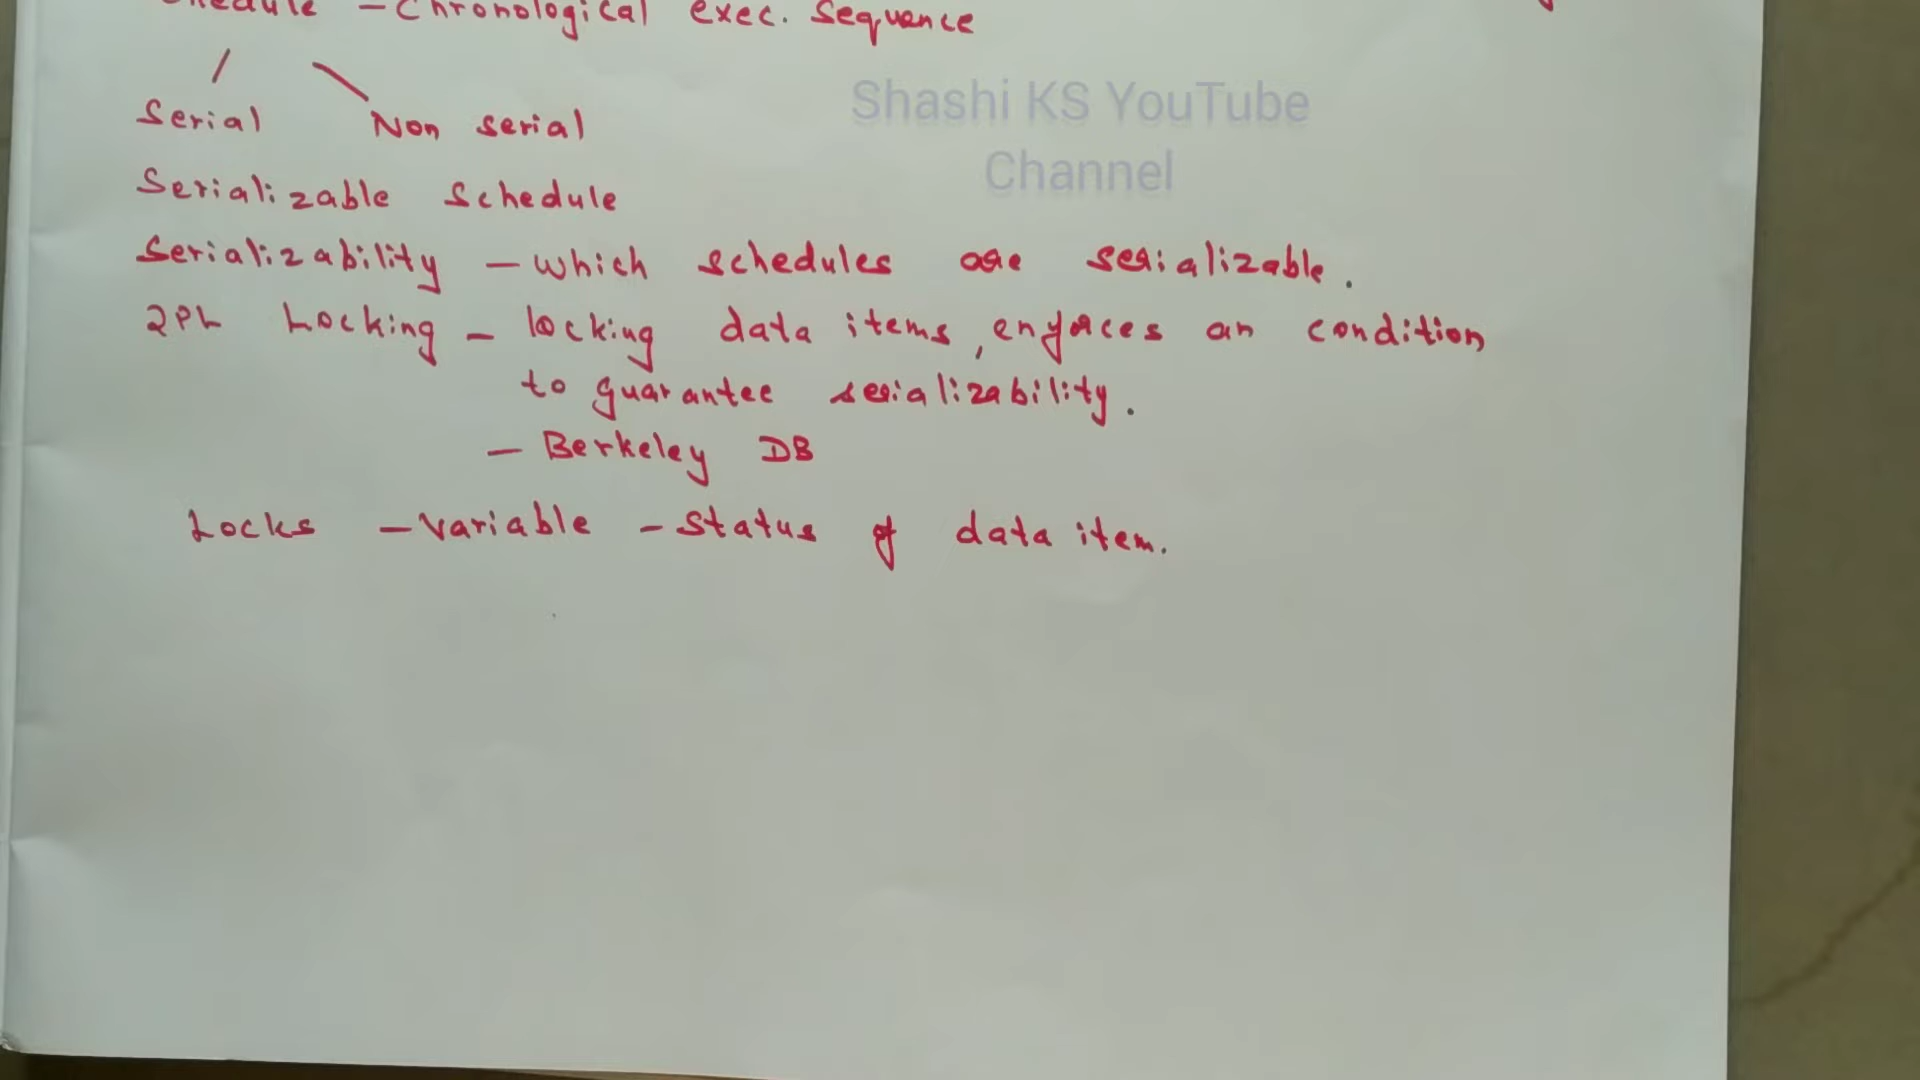 Schedule - Chronological exec. Sequence
Serial Non serial
Serializable Schedule
Serializability - which schedules are serializable.
2PL Locking - locking data items, enforces an condition
to guarantee serializability.
- Berkeley DB
Locks - Variable - Status of data item.
Shashi KS YouTube
Channel